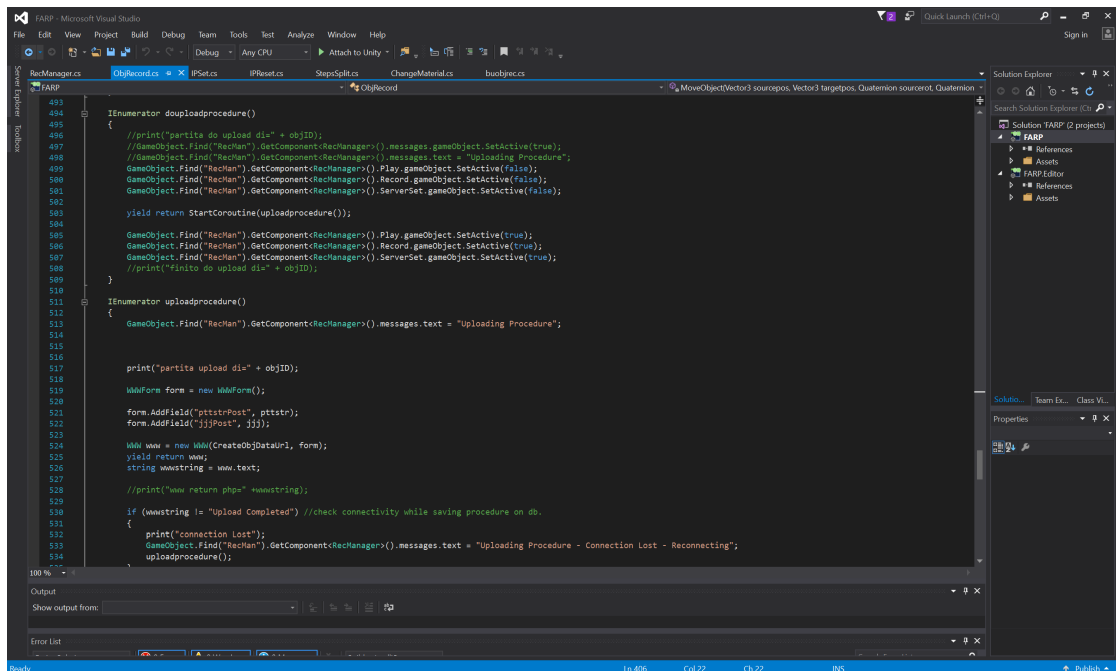 FARP - Microsoft Visual Studio
2
Quick Launch (Ctrl+Q)
File Edit View Project Build Debug Team Tools Test Analyze Window Help
Sign in
Debug Any CPU Attach to Unity
Server Explorer
Toolbox
RecManager.cs ObjRecord.cs IPSet.cs IPReset.cs StepsSplit.cs ChangeMaterial.cs buobjrec.cs
FARP ObjRecord MoveObject(Vector3 sourcepos, Vector3 targetpos, Quaternion sourcerot, Quaternion
493
494 IEnumerator douploadprocedure()
495 {
496 //print("partita do upload di=" + objID);
497 //GameObject.Find("RecMan").GetComponent<RecManager>().messages.gameObject.SetActive(true);
498 //GameObject.Find("RecMan").GetComponent<RecManager>().messages.text = "Uploading Procedure";
499 GameObject.Find("RecMan").GetComponent<RecManager>().Play.gameObject.SetActive(false);
500 GameObject.Find("RecMan").GetComponent<RecManager>().Record.gameObject.SetActive(false);
501 GameObject.Find("RecMan").GetComponent<RecManager>().ServerSet.gameObject.SetActive(false);
502
503 yield return StartCoroutine(uploadprocedure());
504
505 GameObject.Find("RecMan").GetComponent<RecManager>().Play.gameObject.SetActive(true);
506 GameObject.Find("RecMan").GetComponent<RecManager>().Record.gameObject.SetActive(true);
507 GameObject.Find("RecMan").GetComponent<RecManager>().ServerSet.gameObject.SetActive(true);
508 //print("finito do upload di=" + objID);
509 }
510
511 IEnumerator uploadprocedure()
512 {
513 GameObject.Find("RecMan").GetComponent<RecManager>().messages.text = "Uploading Procedure";
514
515
516
517 print("partita upload di=" + objID);
518
519 WWWForm form = new WWWForm();
520
521 form.AddField("pttstrPost", pttstr);
522 form.AddField("jjjPost", jjj);
523
524 WWW www = new WWW(CreateObjDataUrl, form);
525 yield return www;
526 string wwwstring = www.text;
527
528 //print("www return php=" +wwwstring);
529
530 if (wwwstring != "Upload Completed") //check connectivity while saving procedure on db.
531 {
532 print("connection Lost");
533 GameObject.Find("RecMan").GetComponent<RecManager>().messages.text = "Uploading Procedure - Connection Lost - Reconnecting";
534 uploadprocedure();
100 %
Output
Show output from:
Error List
Solution Explorer
Search Solution Explorer (Ct
Solution 'FARP' (2 projects)
FARP
References
Assets
FARP.Editor
References
Assets
Solutio... Team Ex... Class Vi...
Properties
Ready Ln 406 Col 22 Ch 22 INS Publish